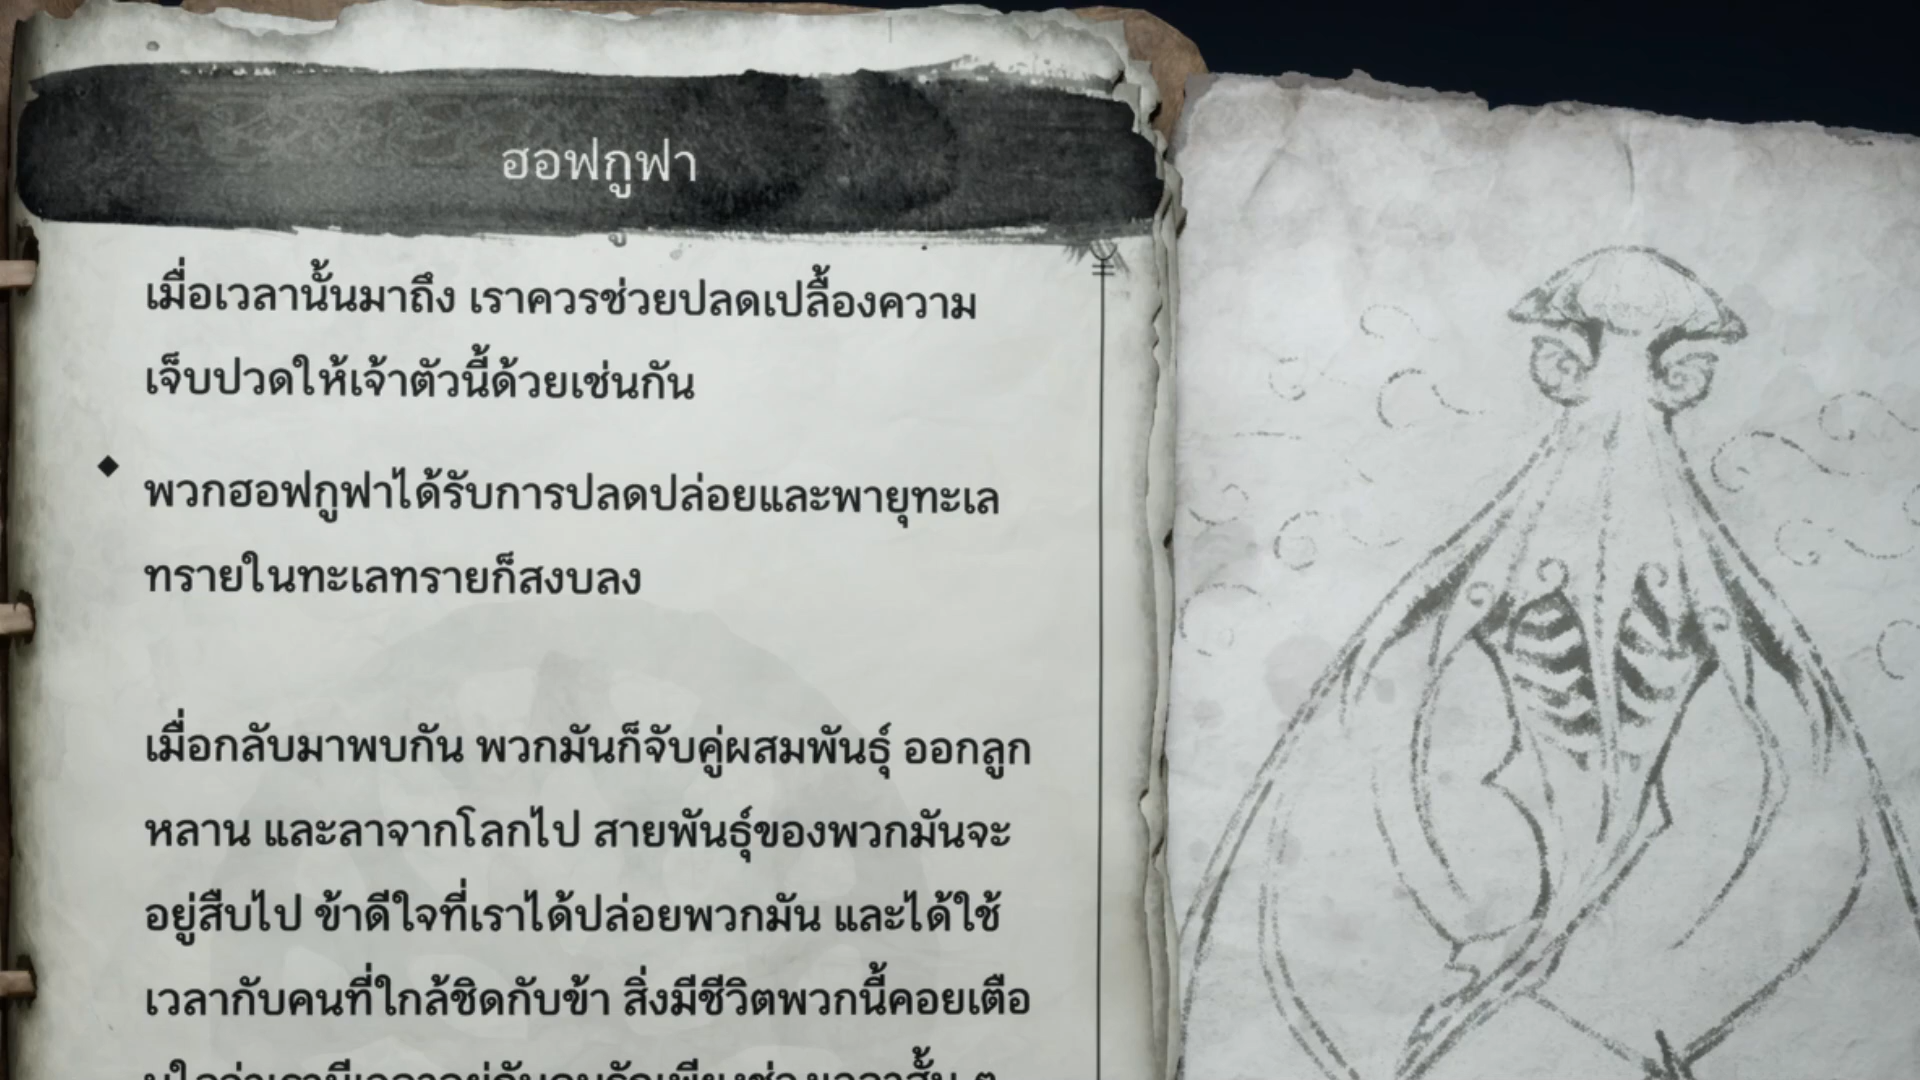 ฮอฟกูฟา
เมื่อเวลานั้นมาถึง เราควรช่วยปลดเปลื้องความ
เจ็บปวดให้เจ้าตัวนี้ด้วยเช่นกัน
พวกฮอฟกูฟาได้รับการปลดปล่อยและพายุทะเล
ทรายในทะเลทรายก็สงบลง
เมื่อกลับมาพบกัน พวกมันก็จับคู่ผสมพันธุ์ ออกลูก
หลาน และลาจากโลกไป สายพันธุ์ของพวกมันจะ
อยู่สืบไป ข้าดีใจที่เราได้ปล่อยพวกมัน และได้ใช้
เวลากับคนที่ใกล้ชิดกับข้า สิ่งมีชีวิตพวกนี้คอยเตือ